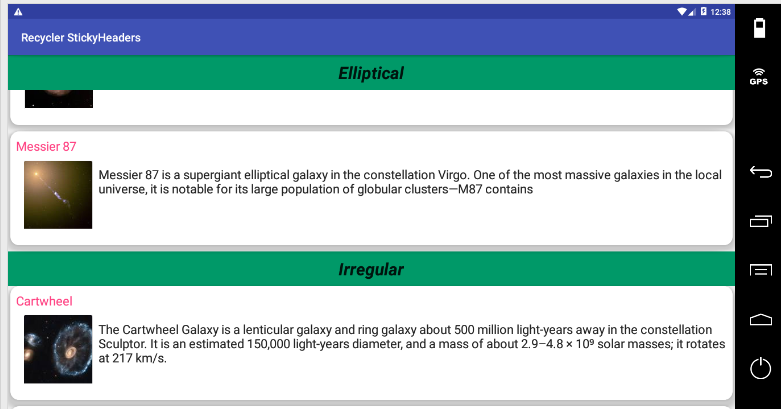 12:38
Recycler StickyHeaders
GPS
Elliptical
Messier 87
Messier 87 is a supergiant elliptical galaxy in the constellation Virgo. One of the most massive galaxies in the local
universe, it is notable for its large population of globular clusters—M87 contains
Irregular
Cartwheel
The Cartwheel Galaxy is a lenticular galaxy and ring galaxy about 500 million light-years away in the constellation
Sculptor. It is an estimated 150,000 light-years diameter, and a mass of about 2.9–4.8 × 10⁹ solar masses; it rotates
at 217 km/s.